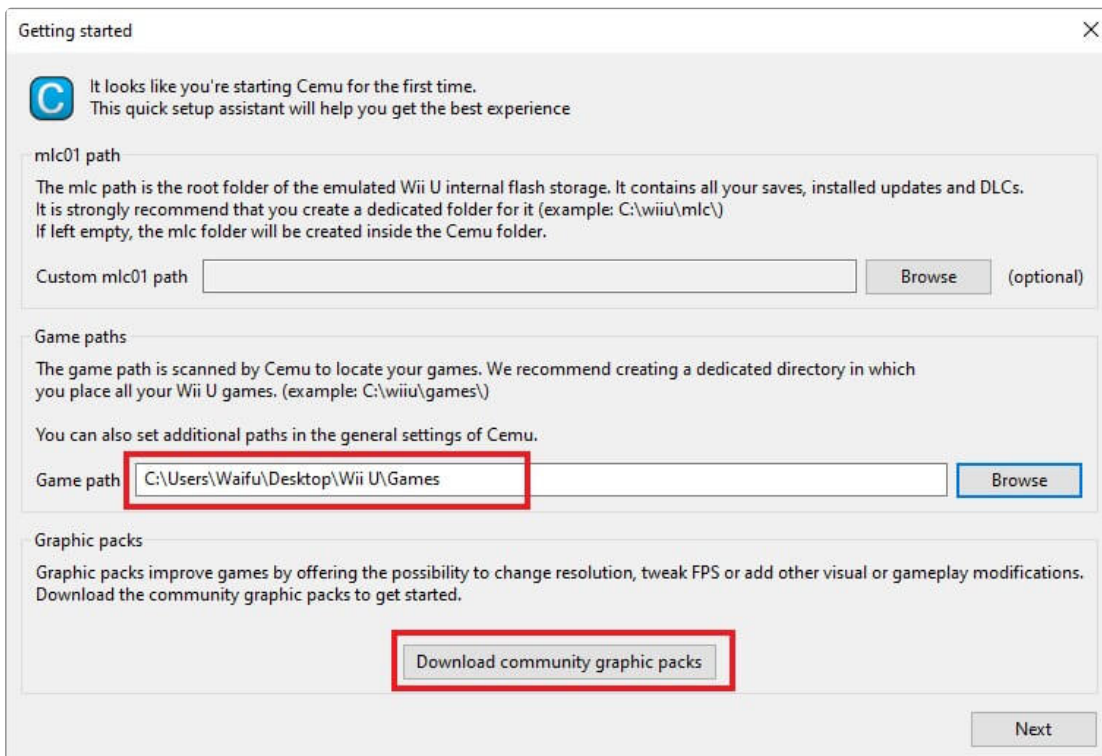 Getting started
C
It looks like you're starting Cemu for the first time.
This quick setup assistant will help you get the best experience
mlc01 path
The mlc path is the root folder of the emulated Wii U internal flash storage. It contains all your saves, installed updates and DLCs.
It is strongly recommend that you create a dedicated folder for it (example: C:\wiiu\mlc\)
If left empty, the mlc folder will be created inside the Cemu folder.
Custom mlc01 path Browse (optional)
Game paths
The game path is scanned by Cemu to locate your games. We recommend creating a dedicated directory in which
you place all your Wii U games. (example: C:\wiiu\games\)
You can also set additional paths in the general settings of Cemu.
Game path C:\Users\Waifu\Desktop\Wii U\Games Browse
Graphic packs
Graphic packs improve games by offering the possibility to change resolution, tweak FPS or add other visual or gameplay modifications.
Download the community graphic packs to get started.
Download community graphic packs
Next